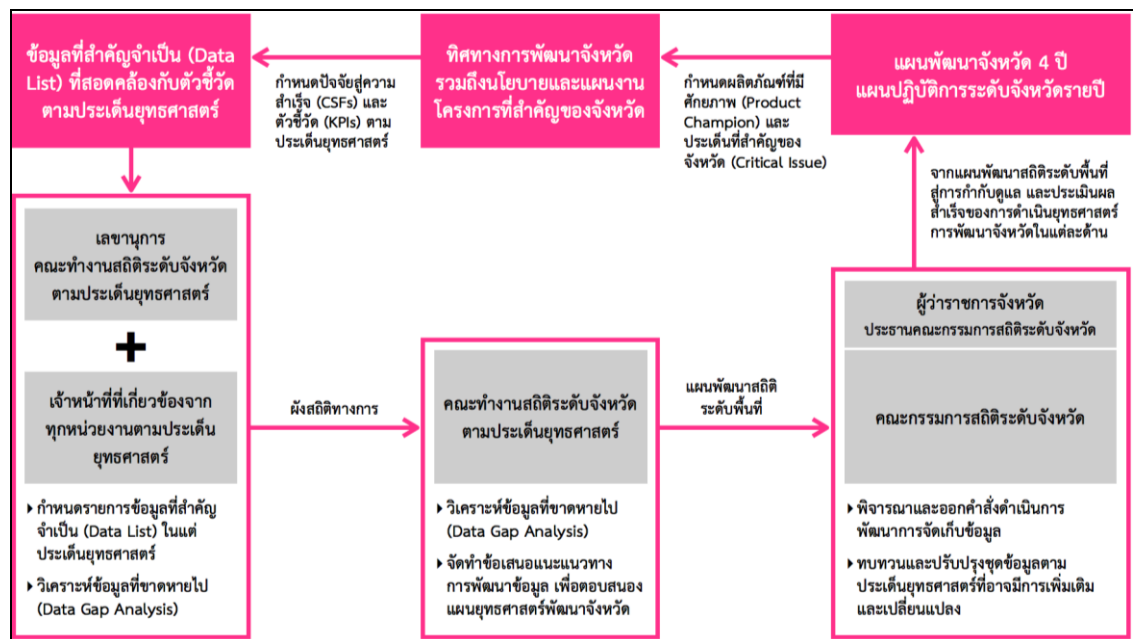 ข้อมูลที่สำคัญจำเป็น (Data
List) ที่สอดคล้องกับตัวชี้วัด
ตามประเด็นยุทธศาสตร์
กำหนดปัจจัยสู่ความ
สำเร็จ (CSFs) และ
ตัวชี้วัด (KPIs) ตาม
ประเด็นยุทธศาสตร์
ทิศทางการพัฒนาจังหวัด
รวมถึงนโยบายและแผนงาน
โครงการที่สำคัญของจังหวัด
กำหนดผลิตภัณฑ์ที่มี
ศักยภาพ (Product
Champion) และ
ประเด็นที่สำคัญของ
จังหวัด (Critical Issue)
แผนพัฒนาจังหวัด 4 ปี
แผนปฏิบัติการระดับจังหวัดรายปี
จากแผนพัฒนาสถิติระดับพื้นที่
สู่การกำกับดูแล และประเมินผล
สำเร็จของการดำเนินยุทธศาสตร์
การพัฒนาจังหวัดในแต่ละด้าน
เลขานุการ
คณะทำงานสถิติระดับจังหวัด
ตามประเด็นยุทธศาสตร์
+
เจ้าหน้าที่ที่เกี่ยวข้องจาก
ทุกหน่วยงานตามประเด็น
ยุทธศาสตร์
กำหนดรายการข้อมูลที่สำคัญ
จำเป็น (Data List) ในแต่
ประเด็นยุทธศาสตร์
วิเคราะห์ข้อมูลที่ขาดหายไป
(Data Gap Analysis)
ผังสถิติทางการ
คณะทำงานสถิติระดับจังหวัด
ตามประเด็นยุทธศาสตร์
วิเคราะห์ข้อมูลที่ขาดหายไป
(Data Gap Analysis)
จัดทำข้อเสนอแนะแนวทาง
การพัฒนาข้อมูล เพื่อตอบสนอง
แผนยุทธศาสตร์พัฒนาจังหวัด
แผนพัฒนาสถิติ
ระดับพื้นที่
ผู้ว่าราชการจังหวัด
ประธานคณะกรรมการสถิติระดับจังหวัด
คณะกรรมการสถิติระดับจังหวัด
พิจารณาและออกคำสั่งดำเนินการ
พัฒนาการจัดเก็บข้อมูล
ทบทวนและปรับปรุงชุดข้อมูลตาม
ประเด็นยุทธศาสตร์ที่อาจมีการเพิ่มเติม
และเปลี่ยนแปลง